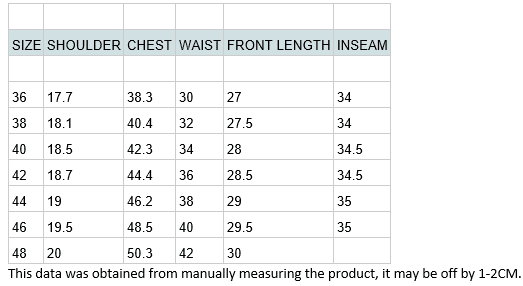 SIZE SHOULDER CHEST WAIST FRONT LENGTH INSEAM
36 17.7 38.3 30 27 34
38 18.1 40.4 32 27.5 34
40 18.5 42.3 34 28 34.5
42 18.7 44.4 36 28.5 34.5
44 19 46.2 38 29 35
46 19.5 48.5 40 29.5 35
48 20 50.3 42 30
This data was obtained from manually measuring the product, it may be off by 1-2CM.